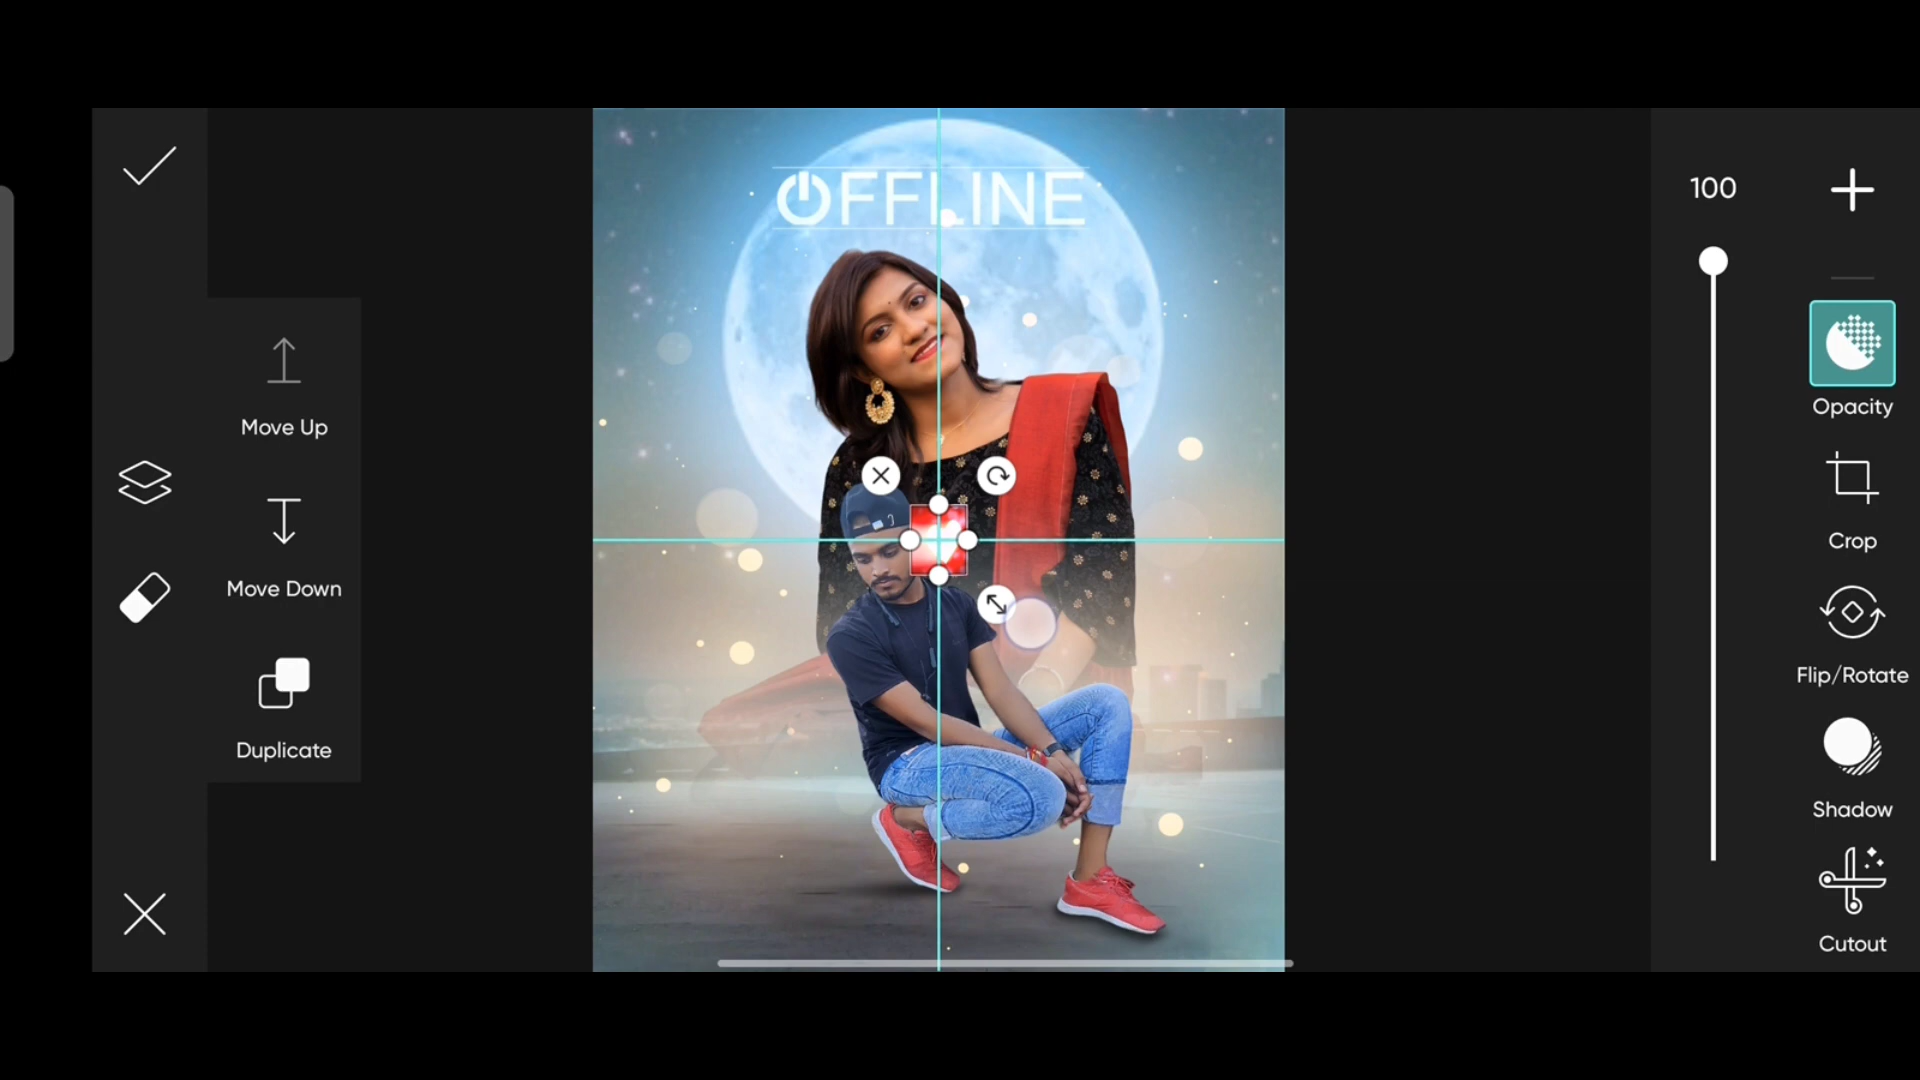 OFFLINE
Move Up
Move Down
Duplicate
100
Opacity
Crop
Flip/Rotate
Shadow
Cutout